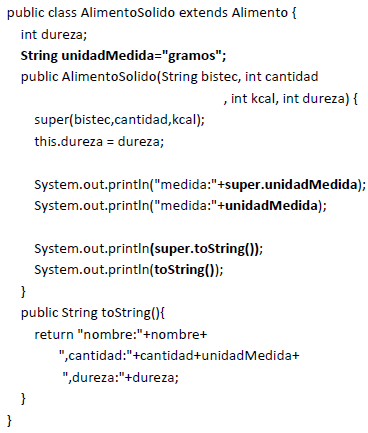 public class AlimentoSolido extends Alimento {
int dureza;
String unidadMedida="gramos";
public AlimentoSolido(String bistec, int cantidad
, int kcal, int dureza) {
super(bistec,cantidad,kcal);
this.dureza = dureza;
System.out.println("medida:"+super.unidadMedida);
System.out.println("medida:"+unidadMedida);
System.out.println(super.toString());
System.out.println(toString());
}
public String toString(){
return "nombre:"+nombre+
",cantidad:"+cantidad+unidadMedida+
",dureza:"+dureza;
}
}